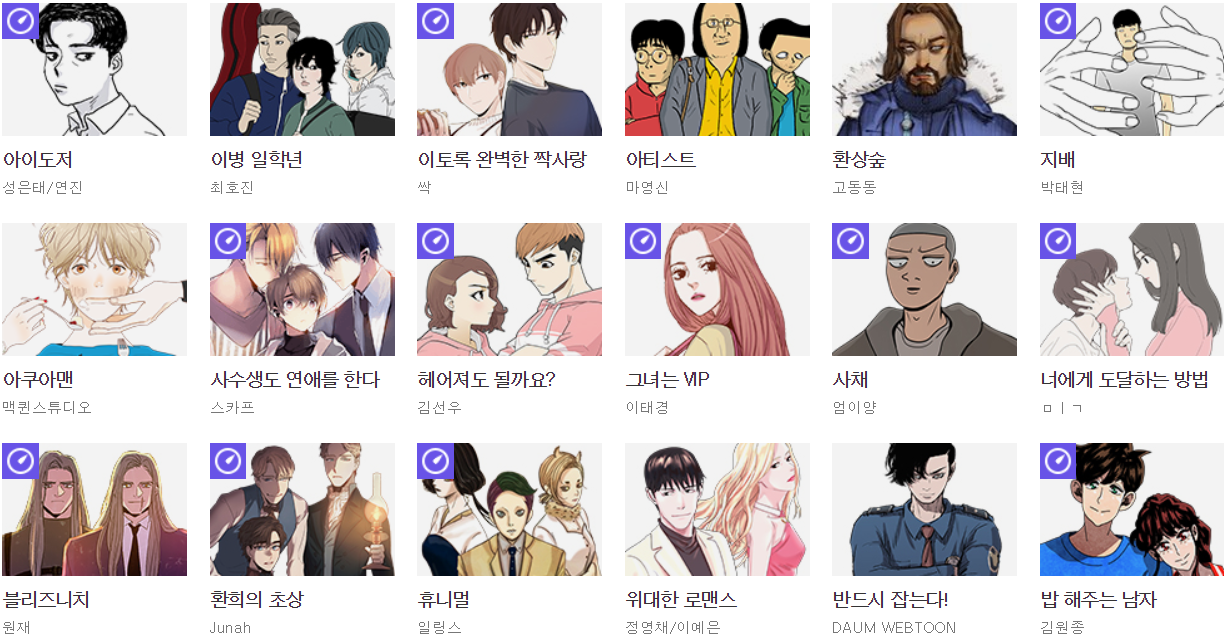 아이도저
성은태/연진
이병 일학년
최호진
이토록 완벽한 짝사랑
싹
아티스트
마영신
환상숲
고동동
지배
박태현
아쿠아맨
맥퀸스튜디오
사수생도 연애를 한다
스카프
헤어져도 될까요?
김선우
그녀는 VIP
이태경
사채
엄이양
너에게 도달하는 방법
ㅁㅣㄱ
블리즈니치
원재
환희의 초상
Junah
휴니멀
일링스
위대한 로맨스
정영채/이예은
반드시 잡는다!
DAUM WEBTOON
밥 해주는 남자
김원종